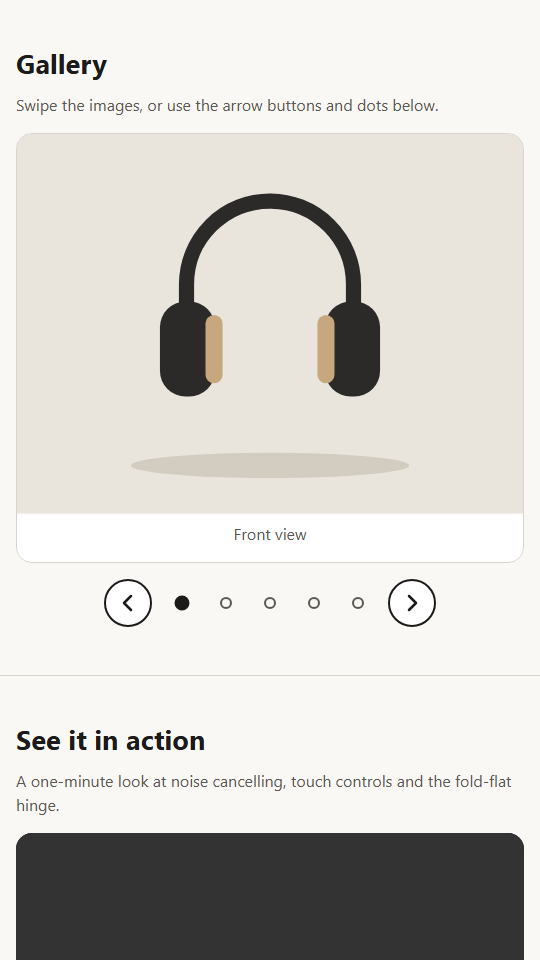 Gallery
Swipe the images, or use the arrow buttons and dots below.
Front view
See it in action
A one-minute look at noise cancelling, touch controls and the fold-flat
hinge.